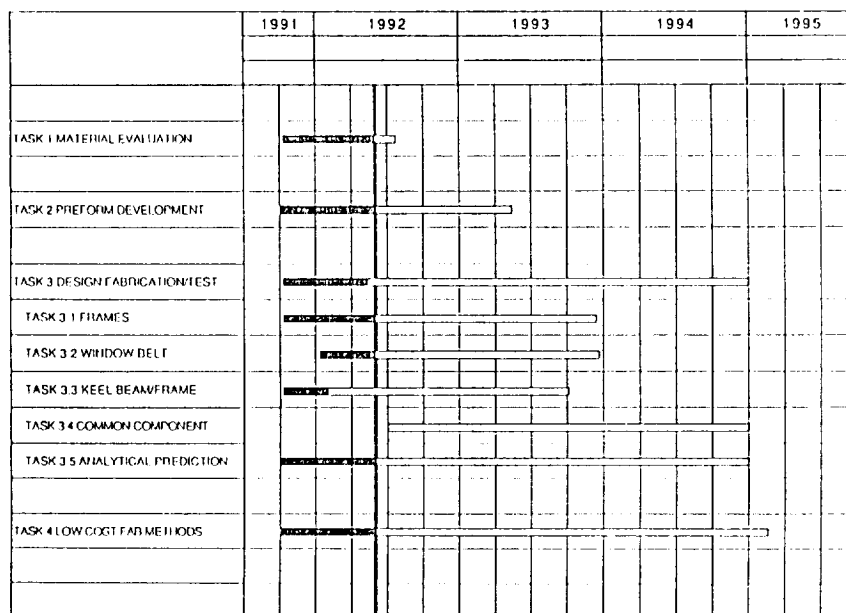 1991 1992 1993 1994 1995
TASK 1 MATERIAL EVALUATION
TASK 2 PREFORM DEVELOPMENT
TASK 3 DESIGN FABRICATION/TEST
TASK 3.1 FRAMES
TASK 3.2 WINDOW BELT
TASK 3.3 KEEL BEAM/FRAME
TASK 3.4 COMMON COMPONENT
TASK 3.5 ANALYTICAL PREDICTION
TASK 4 LOW COST FAB METHODS